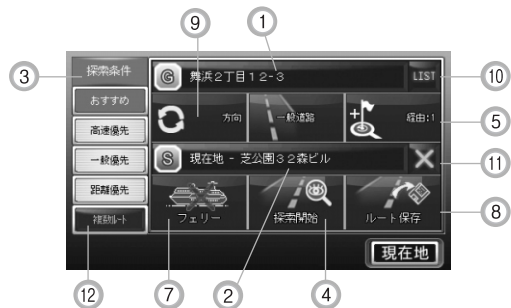 ⑨
①
③
探索条件
G 舞浜2丁目12-3
LIST
⑩
おすすめ
高速優先
方向
一般道路
経由:1
⑤
一般優先
S 現在地 - 芝公園32森ビル
⑪
距離優先
複数ルート
フェリー
探索開始
ルート保存
⑧
現在地
⑫
⑦
②
④